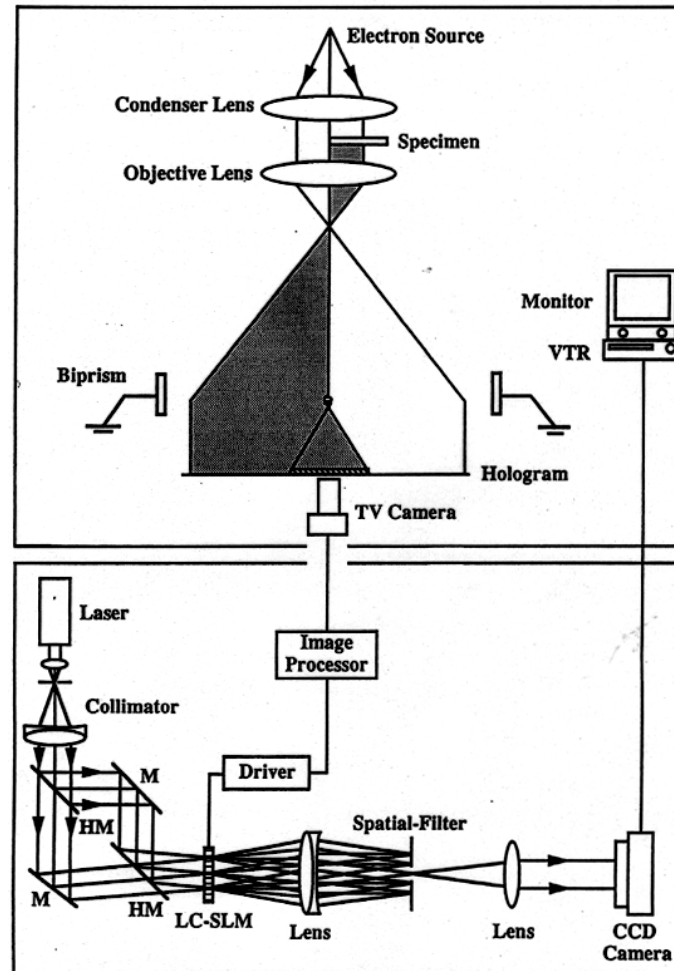 Electron Source
Condenser Lens
Specimen
Objective Lens
Monitor
VTR
Biprism
Hologram
TV Camera
Laser
Image
Processor
Collimator
M
Driver
HM
Spatial-Filter
M
HM
LC-SLM
Lens
Lens
CCD
Camera